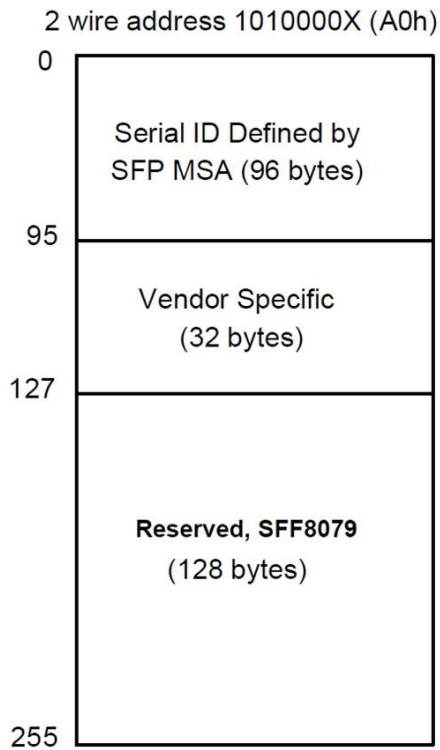 2 wire address 1010000X (A0h)
0
Serial ID Defined by
SFP MSA (96 bytes)
95
Vendor Specific
(32 bytes)
127
Reserved, SFF8079
(128 bytes)
255